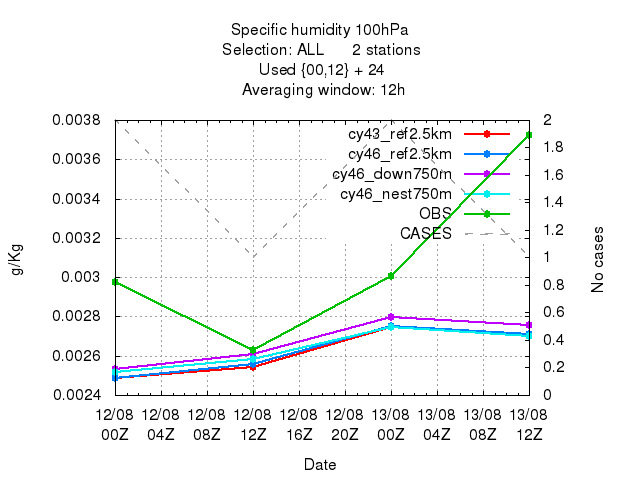 Specific humidity 100hPa
Selection: ALL 2 stations
Used {00,12} + 24
Averaging window: 12h
0.0038
0.0036
0.0034
0.0032
0.003
0.0028
0.0026
0.0024
g/Kg
cy43_ref2.5km
cy46_ref2.5km
cy46_down750m
cy46_nest750m
OBS
CASES
2
1.8
1.6
1.4
1.2
1
0.8
0.6
0.4
0.2
0
No cases
12/08 12/08 12/08 12/08 12/08 12/08 13/08 13/08 13/08 13/08
00Z 04Z 08Z 12Z 16Z 20Z 00Z 04Z 08Z 12Z
Date